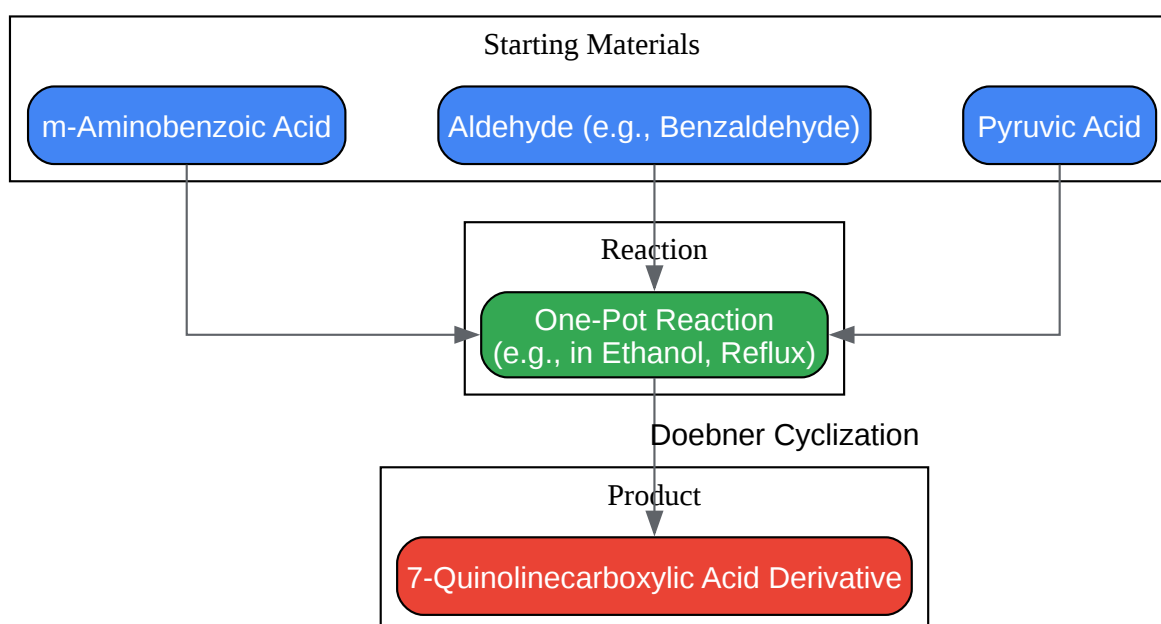 Starting Materials
m-Aminobenzoic Acid
Aldehyde (e.g., Benzaldehyde)
Pyruvic Acid
Reaction
One-Pot Reaction
(e.g., in Ethanol, Reflux)
Doebner Cyclization
Product
7-Quinolinecarboxylic Acid Derivative